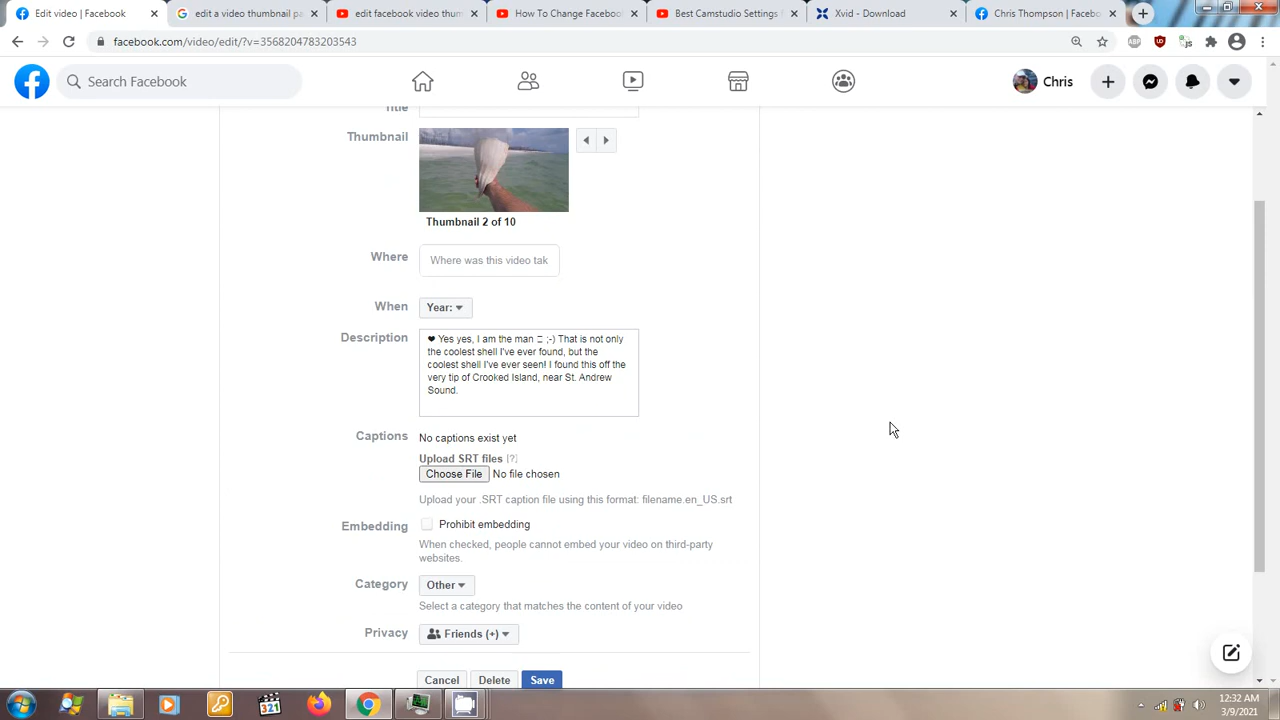 Edit video | Facebook
edit a video thumbnail pa
edit facebook video thum
How To Change Facebook
Best Camstudio Settings
Xvid - Download
Chris Thompson | Facebo
facebook.com/video/edit/?v=3568204783203543
ABP
Search Facebook
Chris
Title
Thumbnail
Thumbnail 2 of 10
Where
Where was this video tak
When
Year:
Description
❤ Yes yes, I am the man ;-) That is not only
the coolest shell I've ever found, but the
coolest shell I've ever seen! I found this off the
very tip of Crooked Island, near St. Andrew
Sound.
Captions
No captions exist yet
Upload SRT files [?]
Choose File No file chosen
Upload your .SRT caption file using this format: filename.en_US.srt
Embedding
Prohibit embedding
When checked, people cannot embed your video on third-party
websites.
Category
Other
Select a category that matches the content of your video
Privacy
Friends (+)
Cancel
Delete
Save
321
12:32 AM
3/9/2021